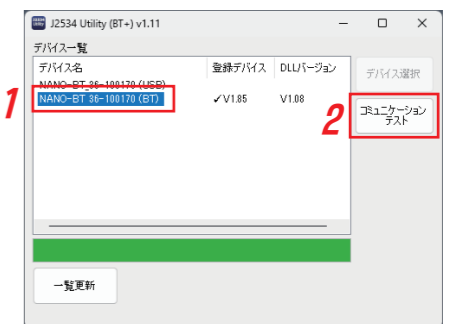 J2534 Utility (BT+) v1.11
デバイス一覧
デバイス名 登録デバイス DLLバージョン
NANO-BT_36-100170 (USB)
NANO-BT 36-100170 (BT) ✓V1.85 V1.08
デバイス選択
1
2
コミュニケーション
テスト
一覧更新